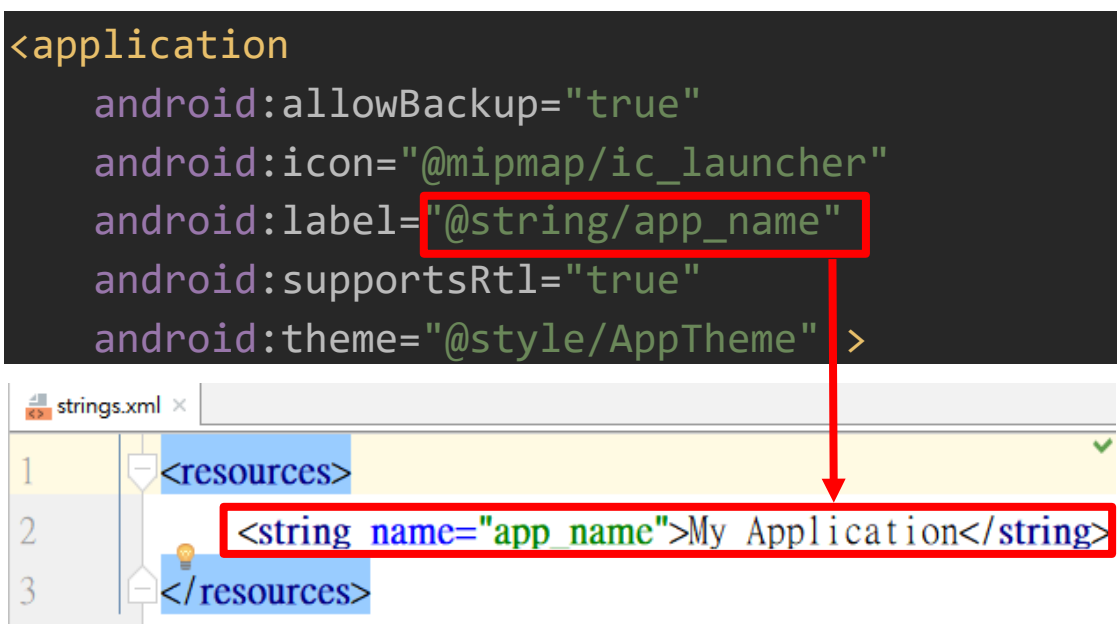 <application
android:allowBackup="true"
android:icon="@mipmap/ic_launcher"
android:label="@string/app_name"
android:supportsRtl="true"
android:theme="@style/AppTheme" >
strings.xml ×
1 <resources>
2 <string name="app_name">My Application</string>
3 </resources>